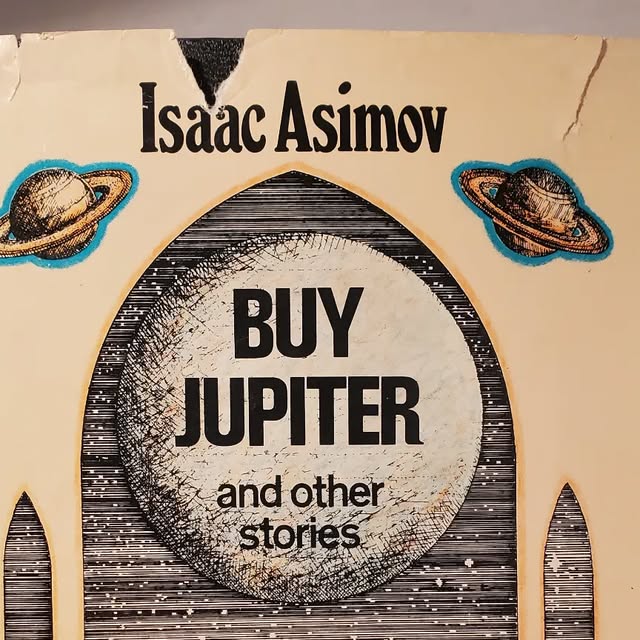 Isaac Asimov
BUY
JUPITER
and other
stories